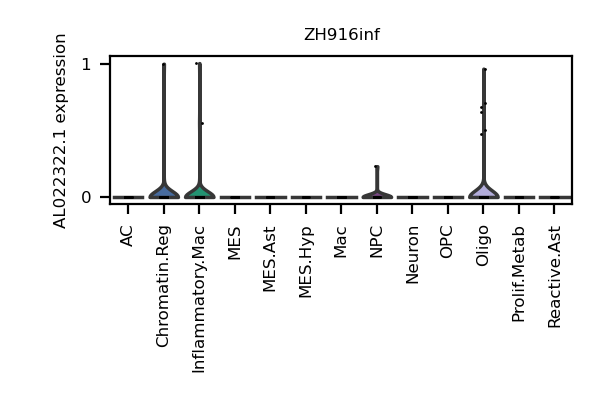 ZH916inf
AL022322.1 expression
1
0
AC
Chromatin.Reg
Inflammatory.Mac
MES
MES.Ast
MES.Hyp
Mac
NPC
Neuron
OPC
Oligo
Prolif.Metab
Reactive.Ast